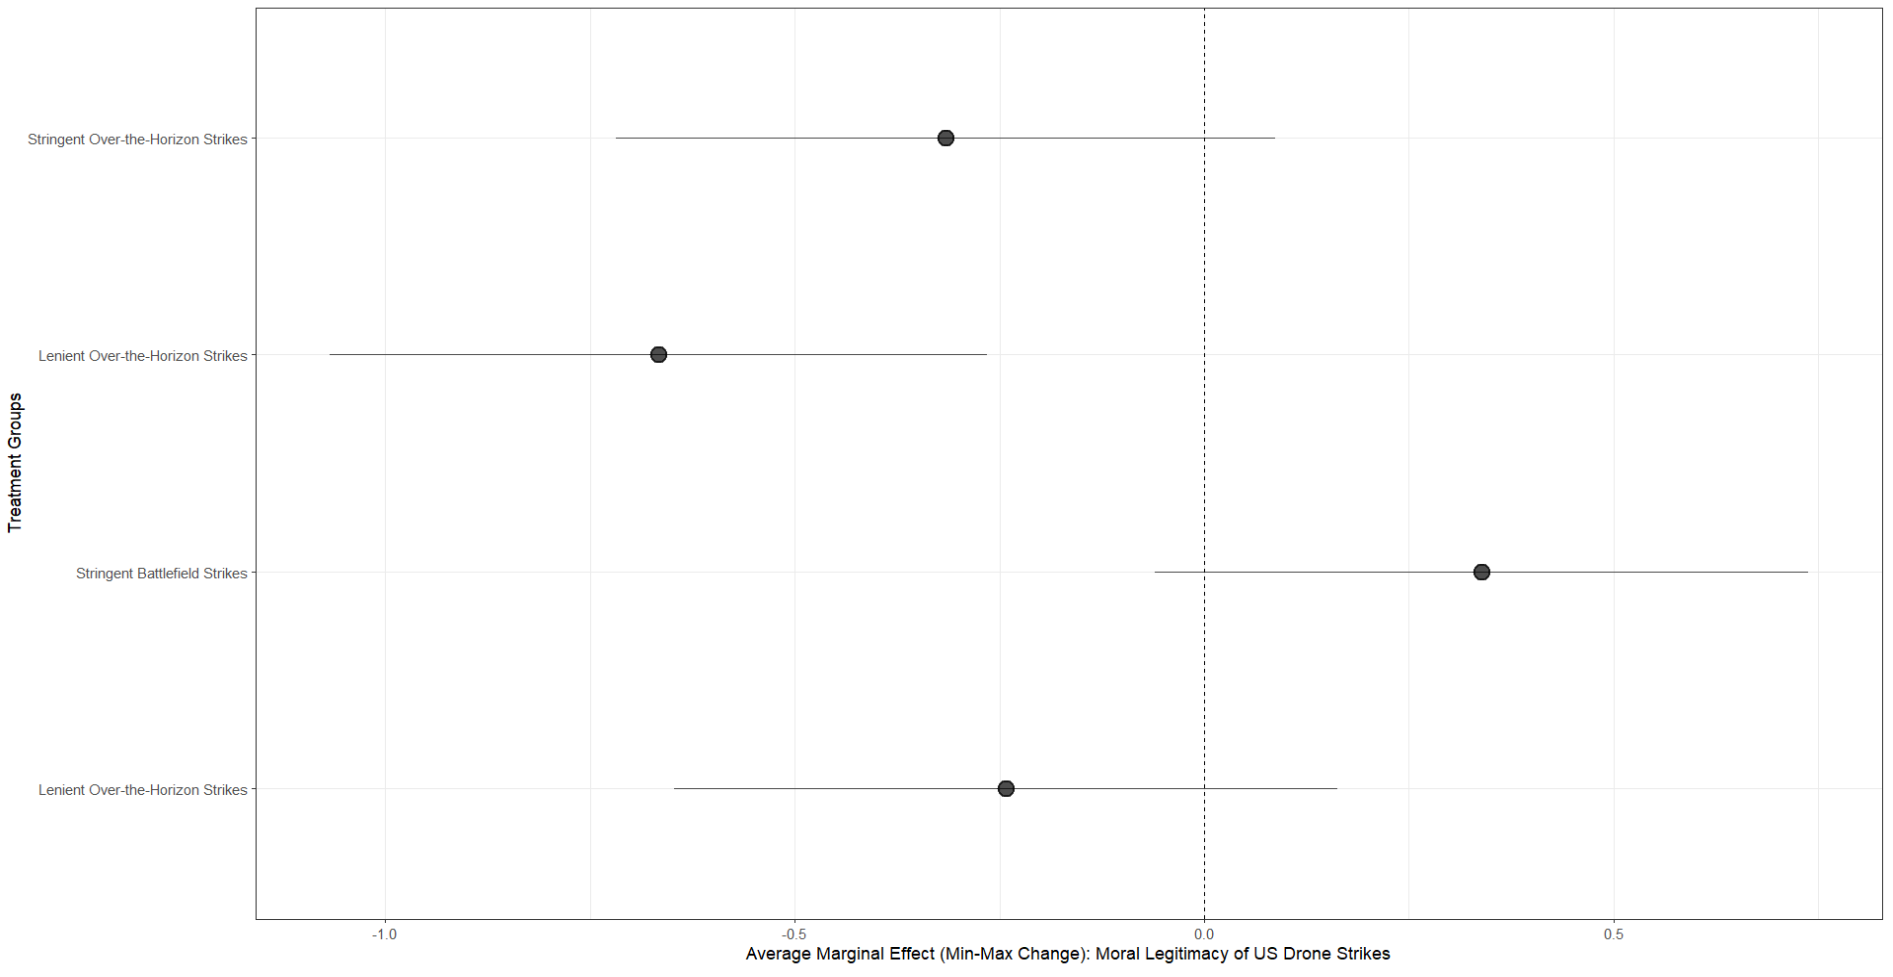 Stringent Over-the-Horizon Strikes
Lenient Over-the-Horizon Strikes
Treatment Groups
Stringent Battlefield Strikes
Lenient Over-the-Horizon Strikes
-1.0 -0.5 0.0 0.5
Average Marginal Effect (Min-Max Change): Moral Legitimacy of US Drone Strikes